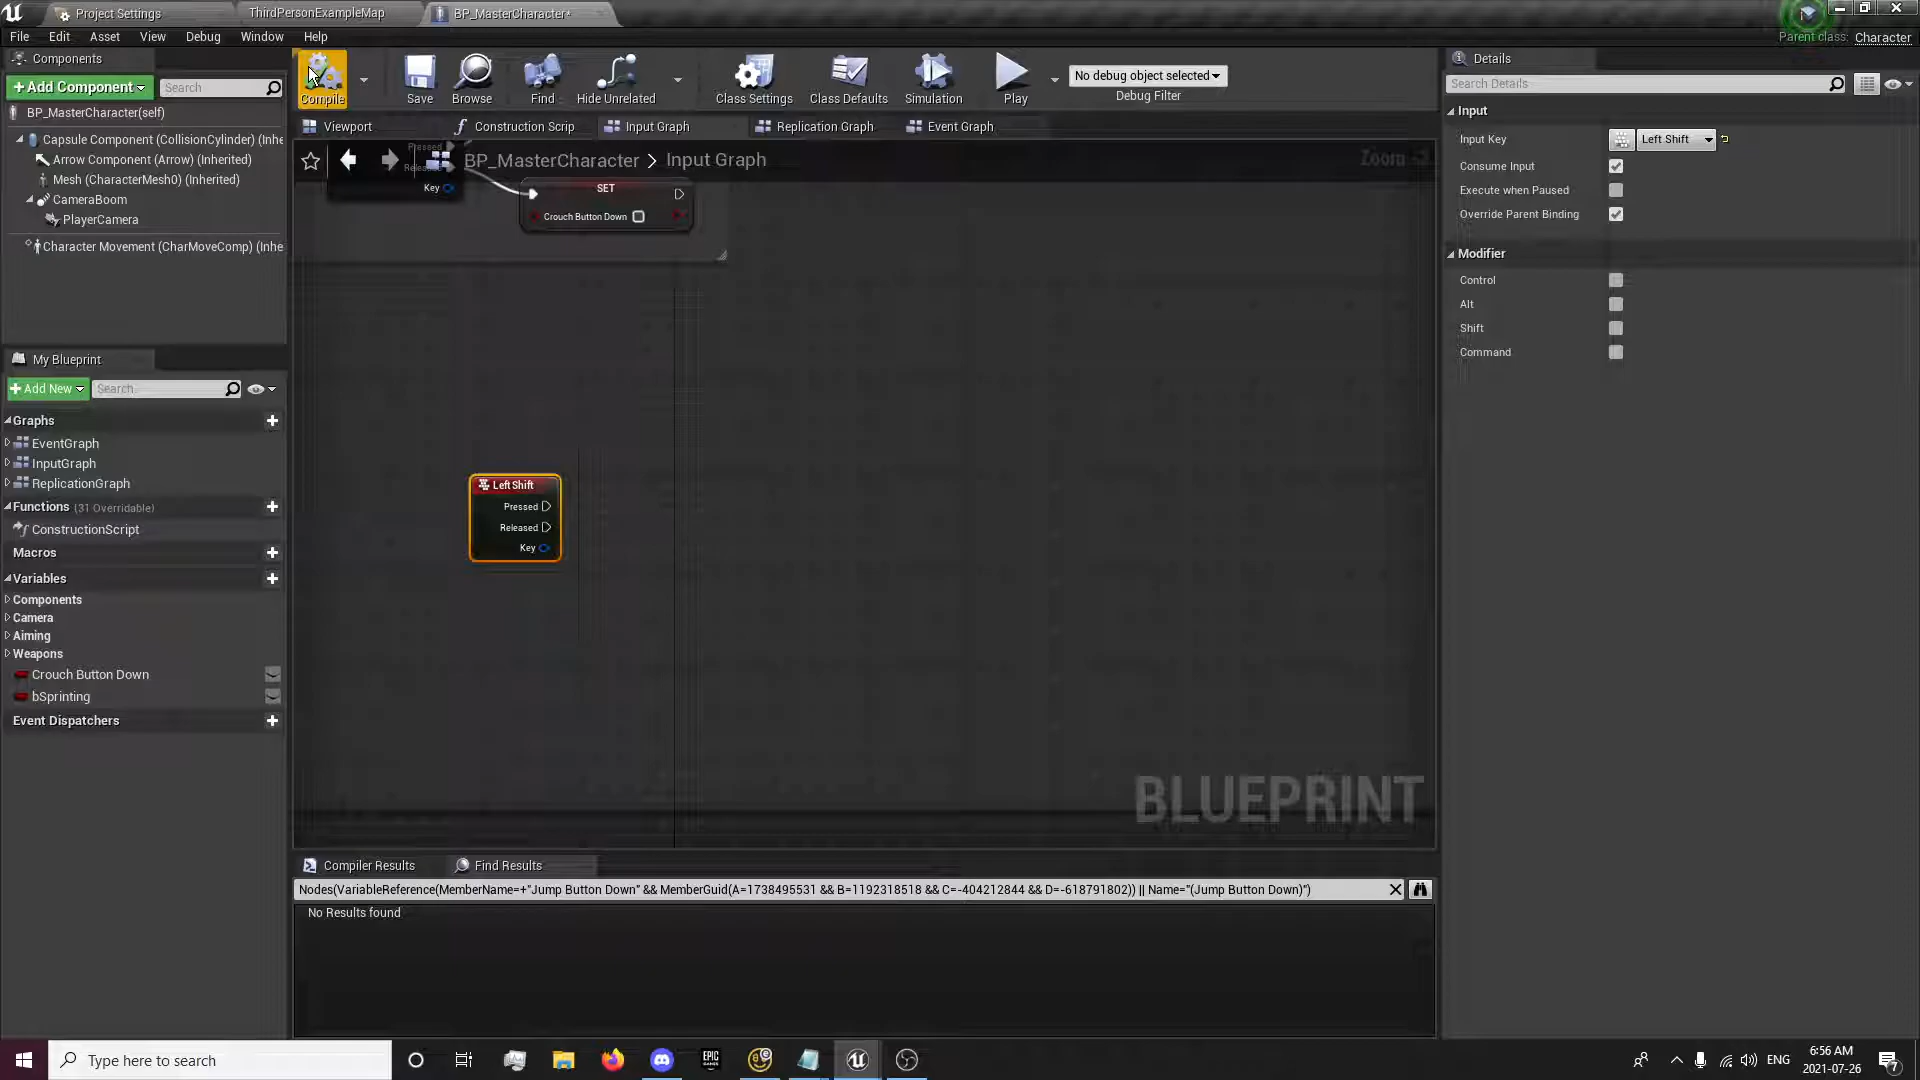 Project Settings
ThirdPersonExampleMap
BP_MasterCharacter*
File Edit Asset View Debug Window Help
Parent class: Character
Components
+Add Component
Search
BP_MasterCharacter(self)
Capsule Component (CollisionCylinder) (Inhe
Arrow Component (Arrow) (Inherited)
Mesh (CharacterMesh0) (Inherited)
CameraBoom
PlayerCamera
Character Movement (CharMoveComp) (Inhe
My Blueprint
+Add New
Search
Graphs
EventGraph
InputGraph
ReplicationGraph
Functions (31 Overridable)
ConstructionScript
Macros
Variables
Components
Camera
Aiming
Weapons
Crouch Button Down
bSprinting
Event Dispatchers
Compile
Save
Browse
Find
Hide Unrelated
Class Settings
Class Defaults
Simulation
Play
No debug object selected
Debug Filter
Viewport
Construction Scrip
Input Graph
Replication Graph
Event Graph
BP_MasterCharacter > Input Graph
Zoom -3
Pressed
Key
SET
Crouch Button Down
Left Shift
Pressed
Released
Key
BLUEPRINT
Compiler Results
Find Results
Nodes(VariableReference(MemberName=+"Jump Button Down" && MemberGuid(A=1738495531 && B=1192318518 && C=-404212844 && D=-618791802)) || Name="(Jump Button Down)")
No Results found
Details
Search Details
Input
Input Key
Left Shift
Consume Input
Execute when Paused
Override Parent Binding
Modifier
Control
Alt
Shift
Command
Type here to search
EPIC GAMES
ENG
6:56 AM
2021-07-26
7